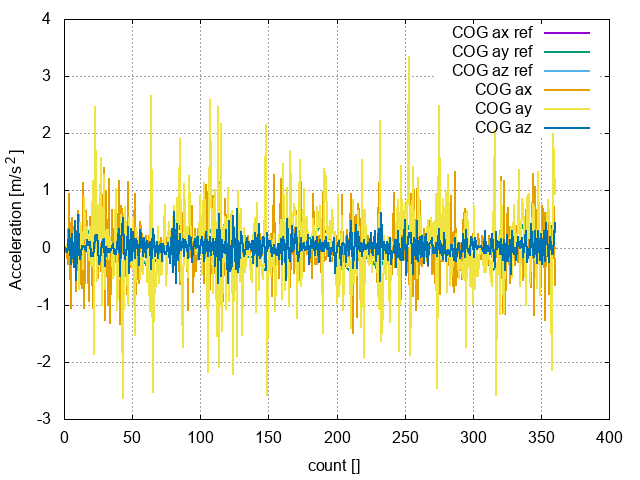 4
3
2
1
0
-1
-2
-3
0 50 100 150 200 250 300 350 400
Acceleration [m/s²]
count []
COG ax ref
COG ay ref
COG az ref
COG ax
COG ay
COG az